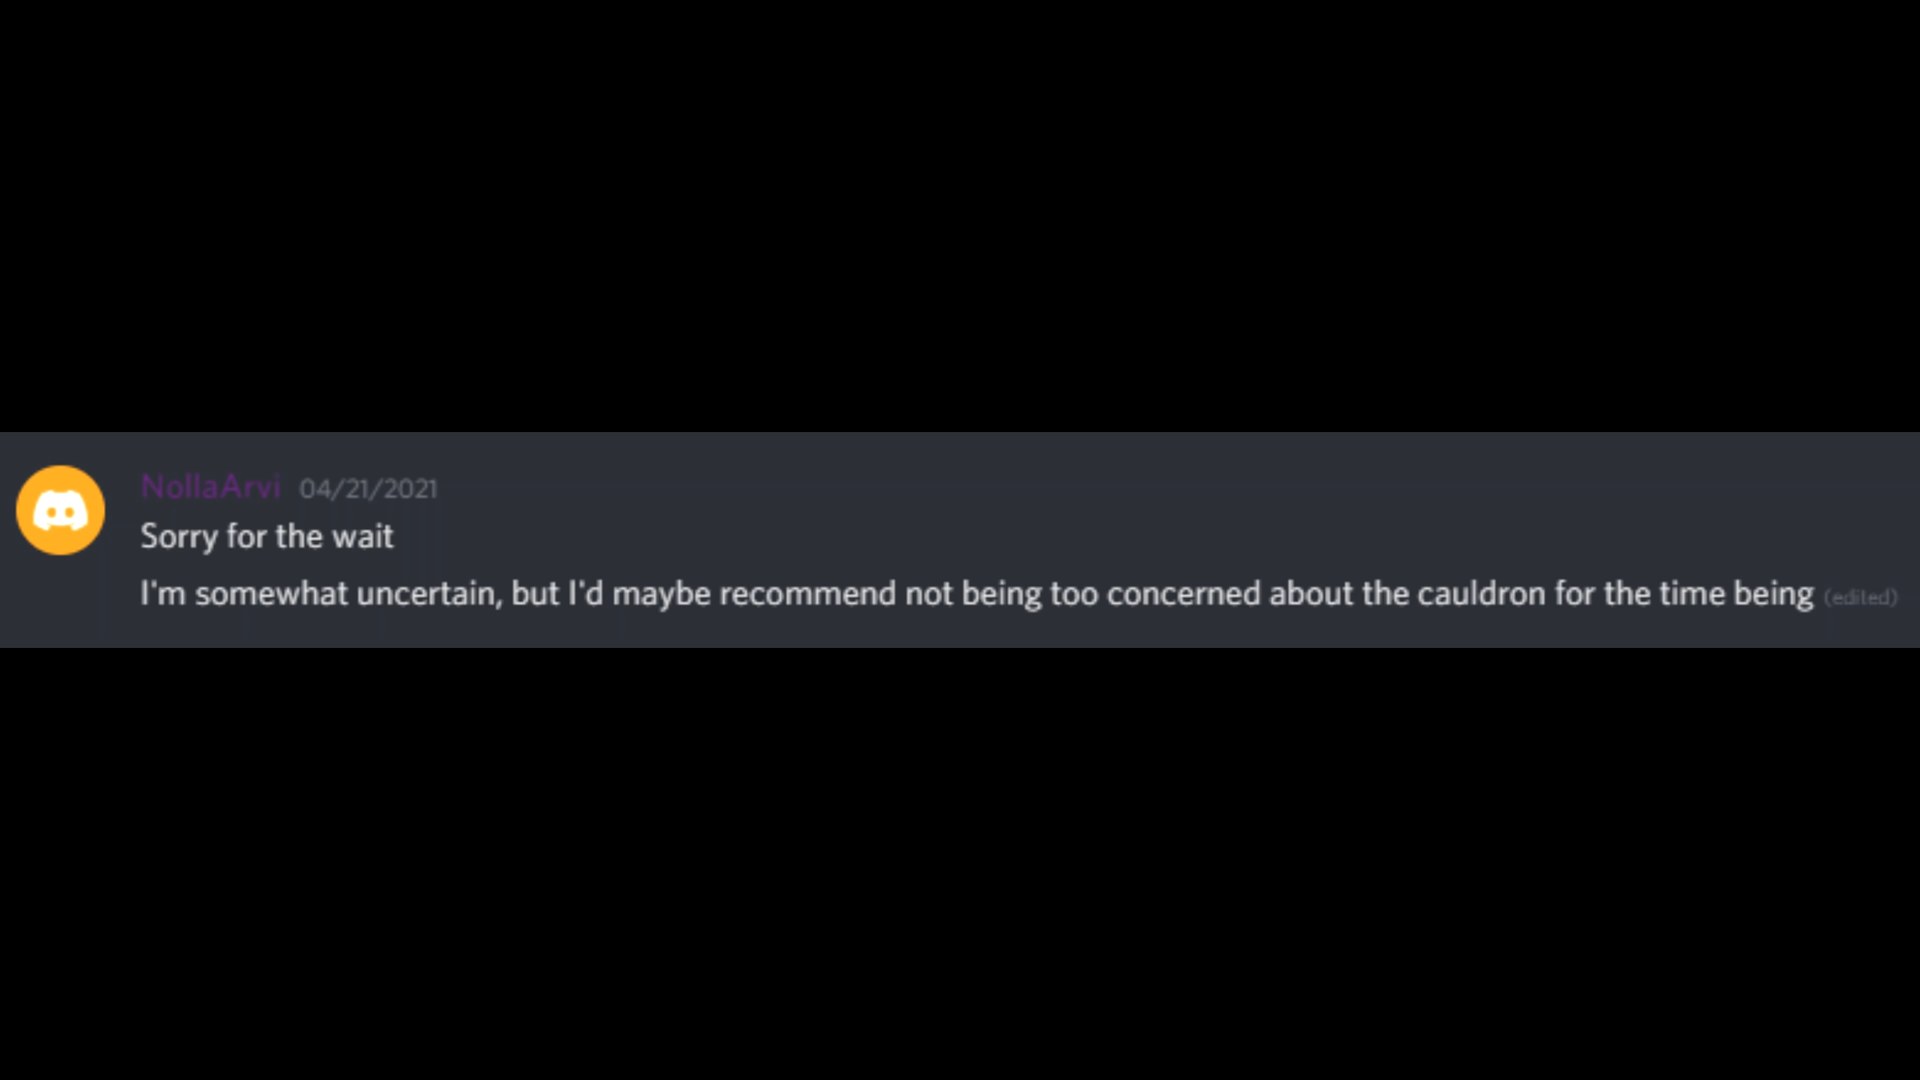 NollaArvi 04/21/2021
Sorry for the wait
I'm somewhat uncertain, but I'd maybe recommend not being too concerned about the cauldron for the time being (edited)